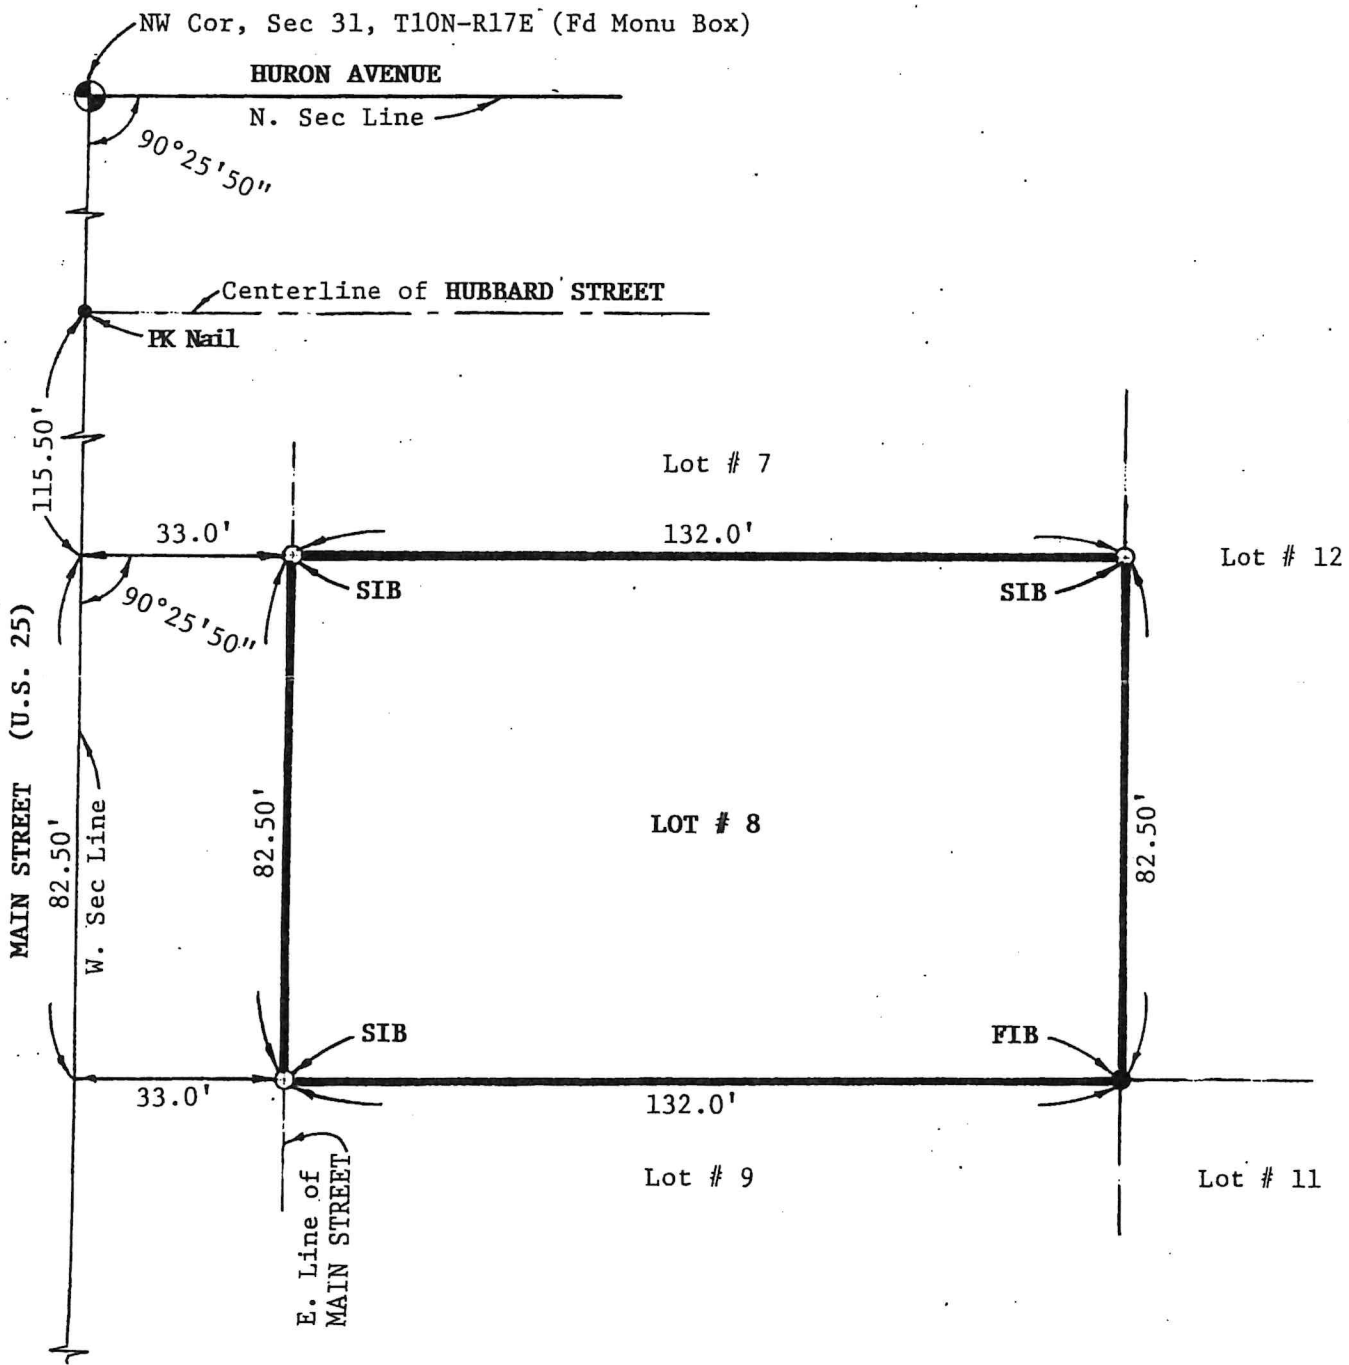 NW Cor, Sec 31, T10N-R17E (Fd Monu Box)
HURON AVENUE
N. Sec Line
90°25'50"
Centerline of HUBBARD STREET
PK Nail
115.50'
Lot # 7
33.0'
132.0'
Lot # 12
SIB
SIB
90°25'50"
MAIN STREET (U.S. 25)
82.50'
W. Sec Line
82.50'
LOT # 8
82.50'
SIB
FIB
33.0'
132.0'
E. Line of
MAIN STREET
Lot # 9
Lot # 11